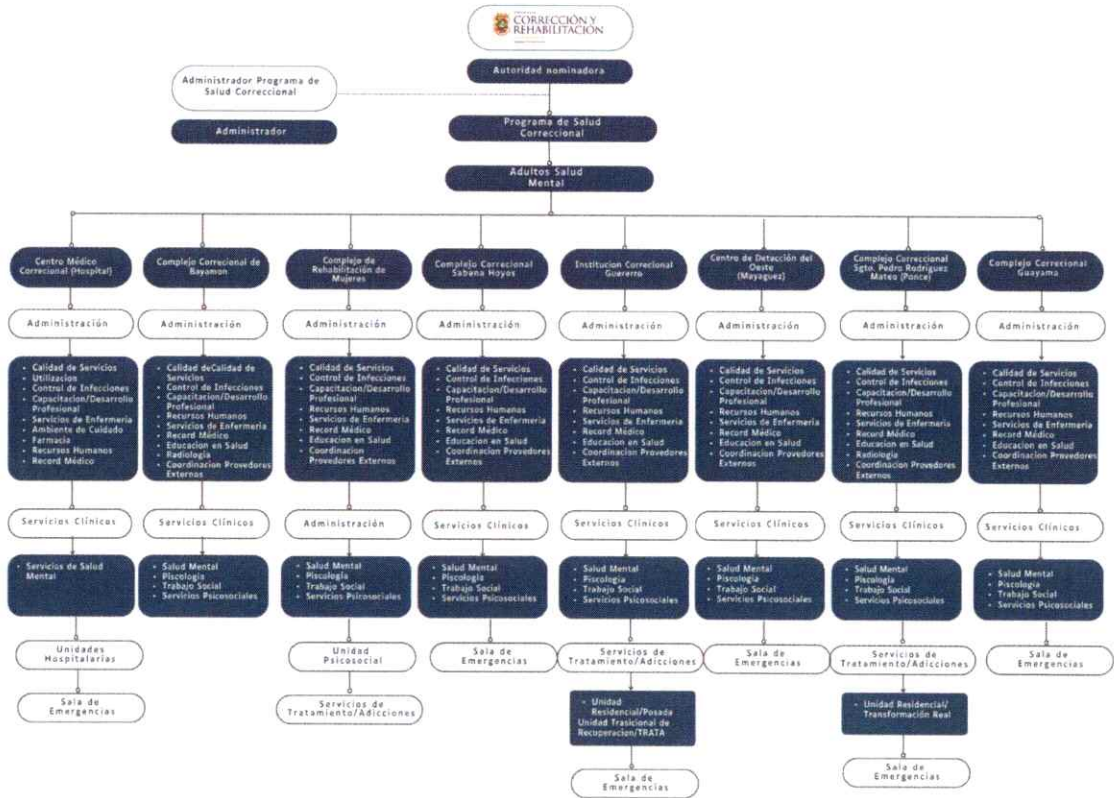 CORRECCIÓN Y
REHABILITACIÓN
Autoridad nominadora
Administrador Programa de
Salud Correccional
Administrador
Programa de Salud
Correccional
Adultos Salud
Mental
Centro Médico
Correcional (Hospital)
Administración
• Calidad de Servicios
• Utilizacion
• Control de Infecciones
• Capacitacion/Desarrollo
Profesional
• Servicios de Enfermeria
• Ambiente de Cuidado
• Farmacia
• Recursos Humanos
• Record Médico
Servicios Clínicos
• Servicios de Salud
Mental
Unidades
Hospitalarias
Sala de
Emergencias
Complejo Correcional de
Bayamon
Administración
• Calidad deCalidad de
Servicios
• Control de Infecciones
• Capacitacion/Desarrollo
Profesional
• Recursos Humanos
• Servicios de Enfermeria
• Record Médico
• Educacion en Salud
• Radiologia
• Coordinacion Provedores
Externos
Servicios Clínicos
• Salud Mental
• Piscología
• Trabajo Social
• Servicios Psicosociales
Complejo de
Rehabilitación de
Mujeres
Administración
• Calidad de Servicios
• Control de Infecciones
• Capacitacion/Desarrollo
Profesional
• Recursos Humanos
• Servicios de Enfermeria
• Record Médico
• Educacion en Salud
• Coordinacion
Provedores Externos
Administración
• Salud Mental
• Piscología
• Trabajo Social
• Servicios Psicosociales
Unidad
Psicosocial
Servicios de
Tratamiento/Adicciones
Complejo Correccional
Sabana Hoyos
Administración
• Calidad de Servicios
• Control de Infecciones
• Capacitacion/Desarrollo
Profesional
• Recursos Humanos
• Servicios de Enfermeria
• Record Médico
• Educacion en Salud
• Coordinacion Provedores
Externos
Servicios Clínicos
• Salud Mental
• Piscología
• Trabajo Social
• Servicios Psicosociales
Sala de
Emergencias
Institucion Correccional
Guererro
Administración
• Calidad de Servicios
• Control de Infecciones
• Capacitacion/Desarrollo
Profesional
• Recursos Humanos
• Servicios de Enfermeria
• Record Médico
• Educacion en Salud
• Coordinacion Provedores
Externos
Servicios Clínicos
• Salud Mental
• Piscología
• Trabajo Social
• Servicios Psicosociales
Servicios de
Tratamiento/Adicciones
• Unidad
Residencial/Posada
Unidad Trasicional de
Recuperacion/TRATA
Sala de
Emergencias
Centro de Detección del
Oeste
(Mayaguez)
Administración
• Calidad de Servicios
• Control de Infecciones
• Capacitacion/Desarrollo
Profesional
• Recursos Humanos
• Servicios de Enfermeria
• Record Médico
• Educacion en Salud
• Coordinacion Provedores
Externos
Servicios Clínicos
• Salud Mental
• Piscología
• Trabajo Social
• Servicios Psicosociales
Sala de
Emergencias
Complejo Correccional
Sgto. Pedro Rodríguez
Mateo (Ponce)
Administración
• Calidad de Servicios
• Control de Infecciones
• Capacitacion/Desarrollo
Profesional
• Recursos Humanos
• Servicios de Enfermeria
• Record Médico
• Educacion en Salud
• Radiologia
• Coordinacion Provedores
Externos
Servicios Clínicos
• Salud Mental
• Piscología
• Trabajo Social
• Servicios Psicosociales
Servicios de
Tratamiento/Adicciones
• Unidad Residencial/
Transformación Real
Sala de
Emergencias
Complejo Correccional
Guayama
Administración
• Calidad de Servicios
• Control de Infecciones
• Capacitacion/Desarrollo
Profesional
• Recursos Humanos
• Servicios de Enfermeria
• Record Médico
• Educacion en Salud
• Coordinacion Provedores
Externos
Servicios Clínicos
• Salud Mental
• Piscología
• Trabajo Social
• Servicios Psicosociales
Sala de
Emergencias